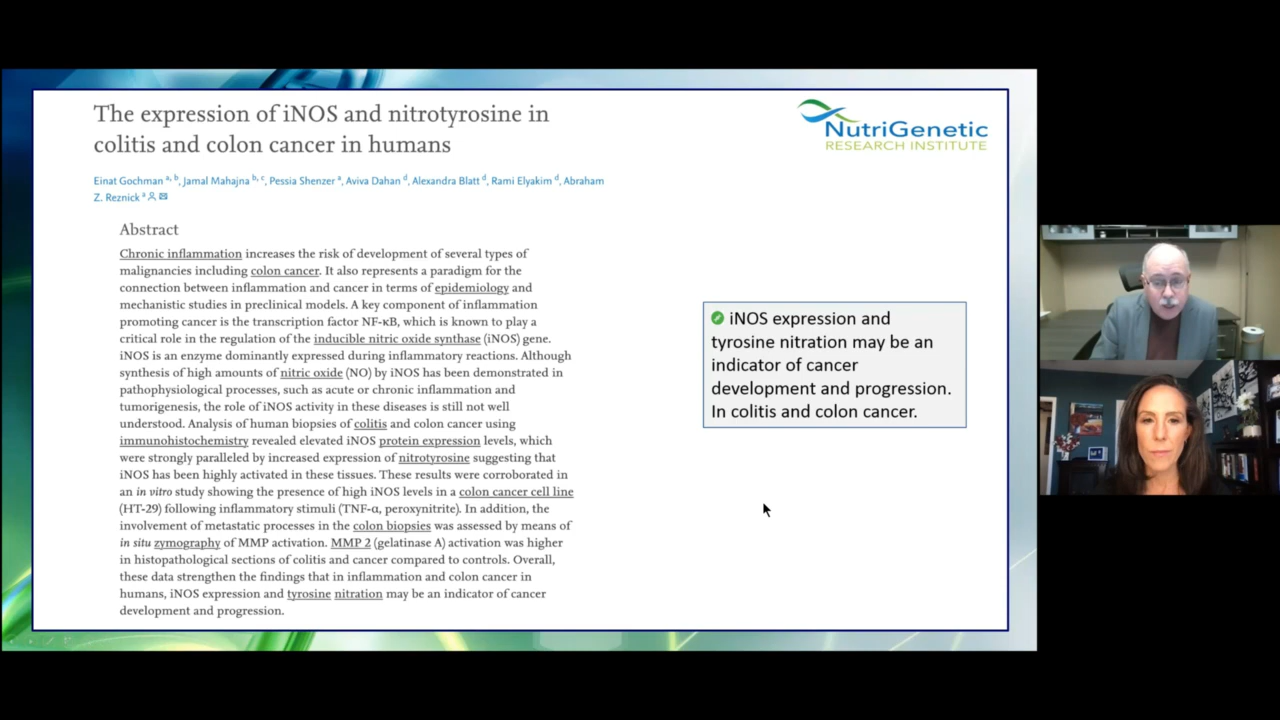 The expression of iNOS and nitrotyrosine in
colitis and colon cancer in humans
Einat Gochman a, b, Jamal Mahajna b, c, Pessia Shenzer a, Aviva Dahan d, Alexandra Blatt d, Rami Elyakim d, Abraham
Z. Reznick a
Abstract
Chronic inflammation increases the risk of development of several types of
malignancies including colon cancer. It also represents a paradigm for the
connection between inflammation and cancer in terms of epidemiology and
mechanistic studies in preclinical models. A key component of inflammation
promoting cancer is the transcription factor NF-κB, which is known to play a
critical role in the regulation of the inducible nitric oxide synthase (iNOS) gene.
iNOS is an enzyme dominantly expressed during inflammatory reactions. Although
synthesis of high amounts of nitric oxide (NO) by iNOS has been demonstrated in
pathophysiological processes, such as acute or chronic inflammation and
tumorigenesis, the role of iNOS activity in these diseases is still not well
understood. Analysis of human biopsies of colitis and colon cancer using
immunohistochemistry revealed elevated iNOS protein expression levels, which
were strongly paralleled by increased expression of nitrotyrosine suggesting that
iNOS has been highly activated in these tissues. These results were corroborated in
an in vitro study showing the presence of high iNOS levels in a colon cancer cell line
(HT-29) following inflammatory stimuli (TNF-α, peroxynitrite). In addition, the
involvement of metastatic processes in the colon biopsies was assessed by means of
in situ zymography of MMP activation. MMP 2 (gelatinase A) activation was higher
in histopathological sections of colitis and cancer compared to controls. Overall,
these data strengthen the findings that in inflammation and colon cancer in
humans, iNOS expression and tyrosine nitration may be an indicator of cancer
development and progression.
NutriGenetic
RESEARCH INSTITUTE
iNOS expression and
tyrosine nitration may be an
indicator of cancer
development and progression.
In colitis and colon cancer.